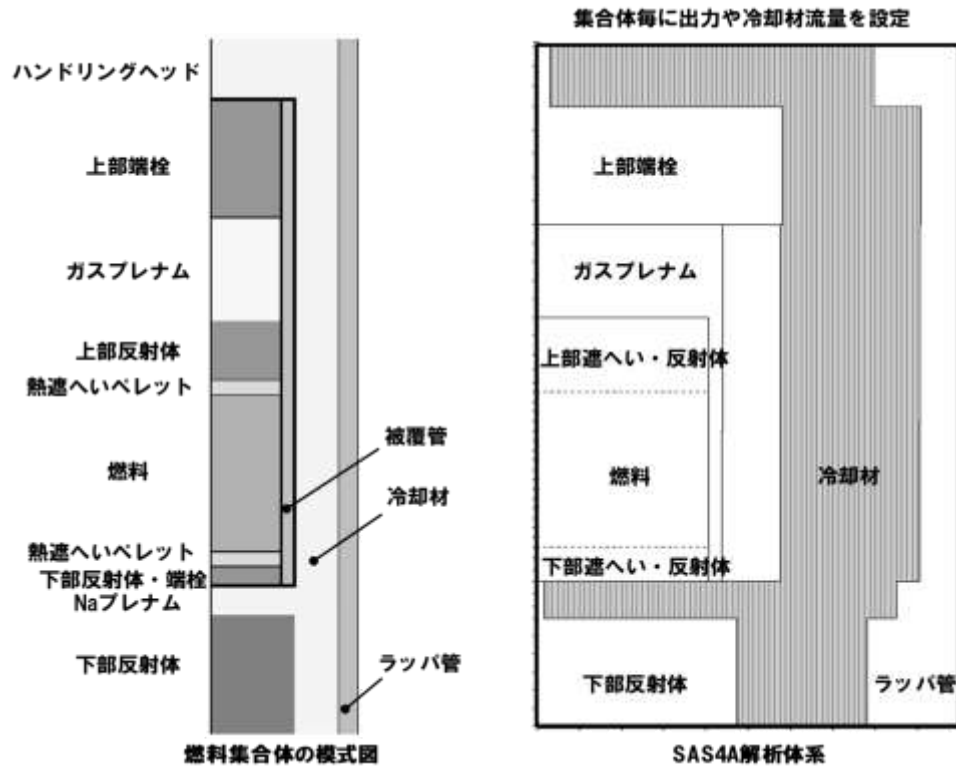 集合体毎に出力や冷却材流量を設定
ハンドリングヘッド
上部端栓
ガスプレナム
上部反射体
熱遮へいペレット
燃料
熱遮へいペレット
下部反射体・端栓
Naプレナム
下部反射体
被覆管
冷却材
ラッパ管
燃料集合体の模式図
上部端栓
ガスプレナム
上部遮へい・反射体
燃料
冷却材
下部遮へい・反射体
下部反射体
ラッパ管
SAS4A解析体系